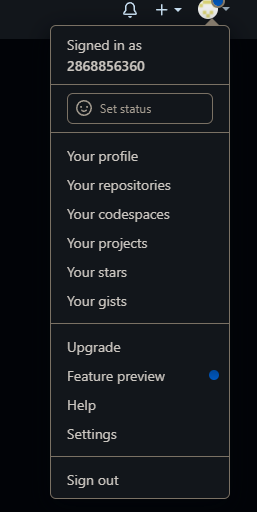 Signed in as
2868856360
Set status
Your profile
Your repositories
Your codespaces
Your projects
Your stars
Your gists
Upgrade
Feature preview
Help
Settings
Sign out